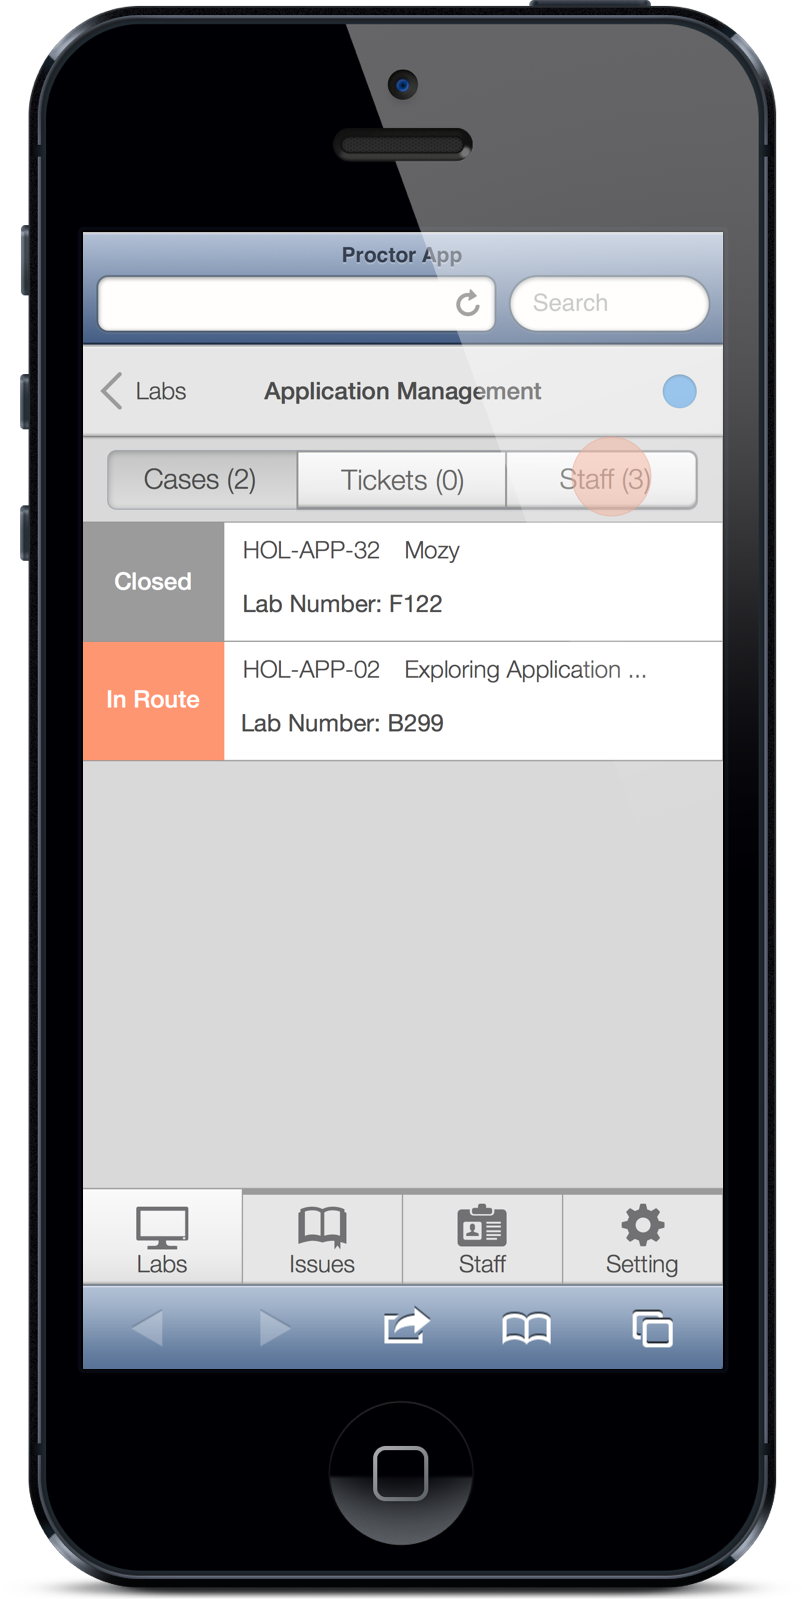 Proctor App
Search
Labs Application Management
Cases (2) Tickets (0) Staff (3)
Closed
HOL-APP-32 Mozy
Lab Number: F122
In Route
HOL-APP-02 Exploring Application ...
Lab Number: B299
Labs Issues Staff Setting